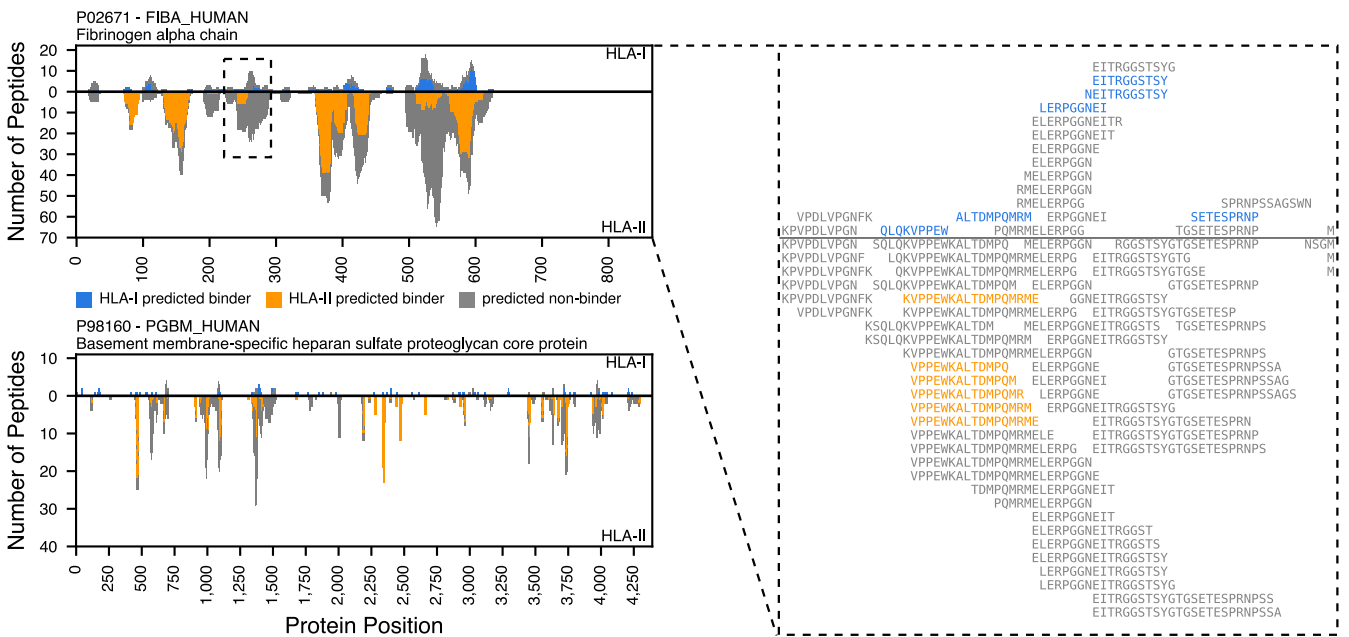 P02671 - FIBA_HUMAN
Fibrinogen alpha chain
HLA-I
20
10
0
10
20
30
40
50
60
70
Number of Peptides
HLA-II
0 100 200 300 400 500 600 700 800
HLA-I predicted binder HLA-II predicted binder predicted non-binder
P98160 - PGBM_HUMAN
Basement membrane-specific heparan sulfate proteoglycan core protein
HLA-I
10
0
10
20
30
40
Number of Peptides
HLA-II
0 250 500 750 1,000 1,250 1,500 1,750 2,000 2,250 2,500 2,750 3,000 3,250 3,500 3,750 4,000 4,250
Protein Position
EITRGGSTSYG
EITRGGSTSY
NEITRGGSTSY
LERPGGNEI
ELERPGGNEITR
ELERPGGNEIT
ELERPGGNE
ELERPGGN
MELERPGGN
RMELERPGGN
RMELERPGG SPRNPSSAGSWN
VPDLVPGNFK ALTDMPQMRM ERPGGNEI SETESPRNP
KPVPDLVPGN QLQKVPPEW PQMRMELERPGG TGSETESPRNP M
KPVPDLVPGN SQLQKVPPEWKALTDMPQ MELERPGGN RGGSTSYGTGSETESPRNP NSGM
KPVPDLVPGNF LQKVPPEWKALTDMPQMRMELERPG EITRGGSTSYGTG M
KPVPDLVPGNFK QKVPPEWKALTDMPQMRMELERPG EITRGGSTSYGTGSE M
KPVPDLVPGN SQLQKVPPEWKALTDMPQM ELERPGGN GTGSETESPRNP
KPVPDLVPGNFK KVPPEWKALTDMPQMRME GGNEITRGGSTSY
VPDLVPGNFK KVPPEWKALTDMPQMRMELERPG EITRGGSTSYGTGSETESP
KSQLQKVPPEWKALTDM MELERPGGNEITRGGSTS TGSETESPRNPS
KSQLQKVPPEWKALTDMPQMRM ERPGGNEITRGGSTSY
KVPPEWKALTDMPQMRMELERPGGN GTGSETESPRNPS
VPPEWKALTDMPQ ELERPGGNE GTGSETESPRNPSSA
VPPEWKALTDMPQM ELERPGGNEI GTGSETESPRNPSSAG
VPPEWKALTDMPQMR LERPGGNE GTGSETESPRNPSSAGS
VPPEWKALTDMPQMRM ERPGGNEITRGGSTSYG
VPPEWKALTDMPQMRME EITRGGSTSYGTGSETESPRN
VPPEWKALTDMPQMRMELE EITRGGSTSYGTGSETESPRNP
VPPEWKALTDMPQMRMELERPG EITRGGSTSYGTGSETESPRNPS
VPPEWKALTDMPQMRMELERPGGN
VPPEWKALTDMPQMRMELERPGGNE
TDMPQMRMELERPGGNEIT
PQMRMELERPGGN
ELERPGGNEIT
ELERPGGNEITRGGST
ELERPGGNEITRGGSTS
ELERPGGNEITRGGSTSY
LERPGGNEITRGGSTSY
LERPGGNEITRGGSTSYG
EITRGGSTSYGTGSETESPRNPSS
EITRGGSTSYGTGSETESPRNPSSA